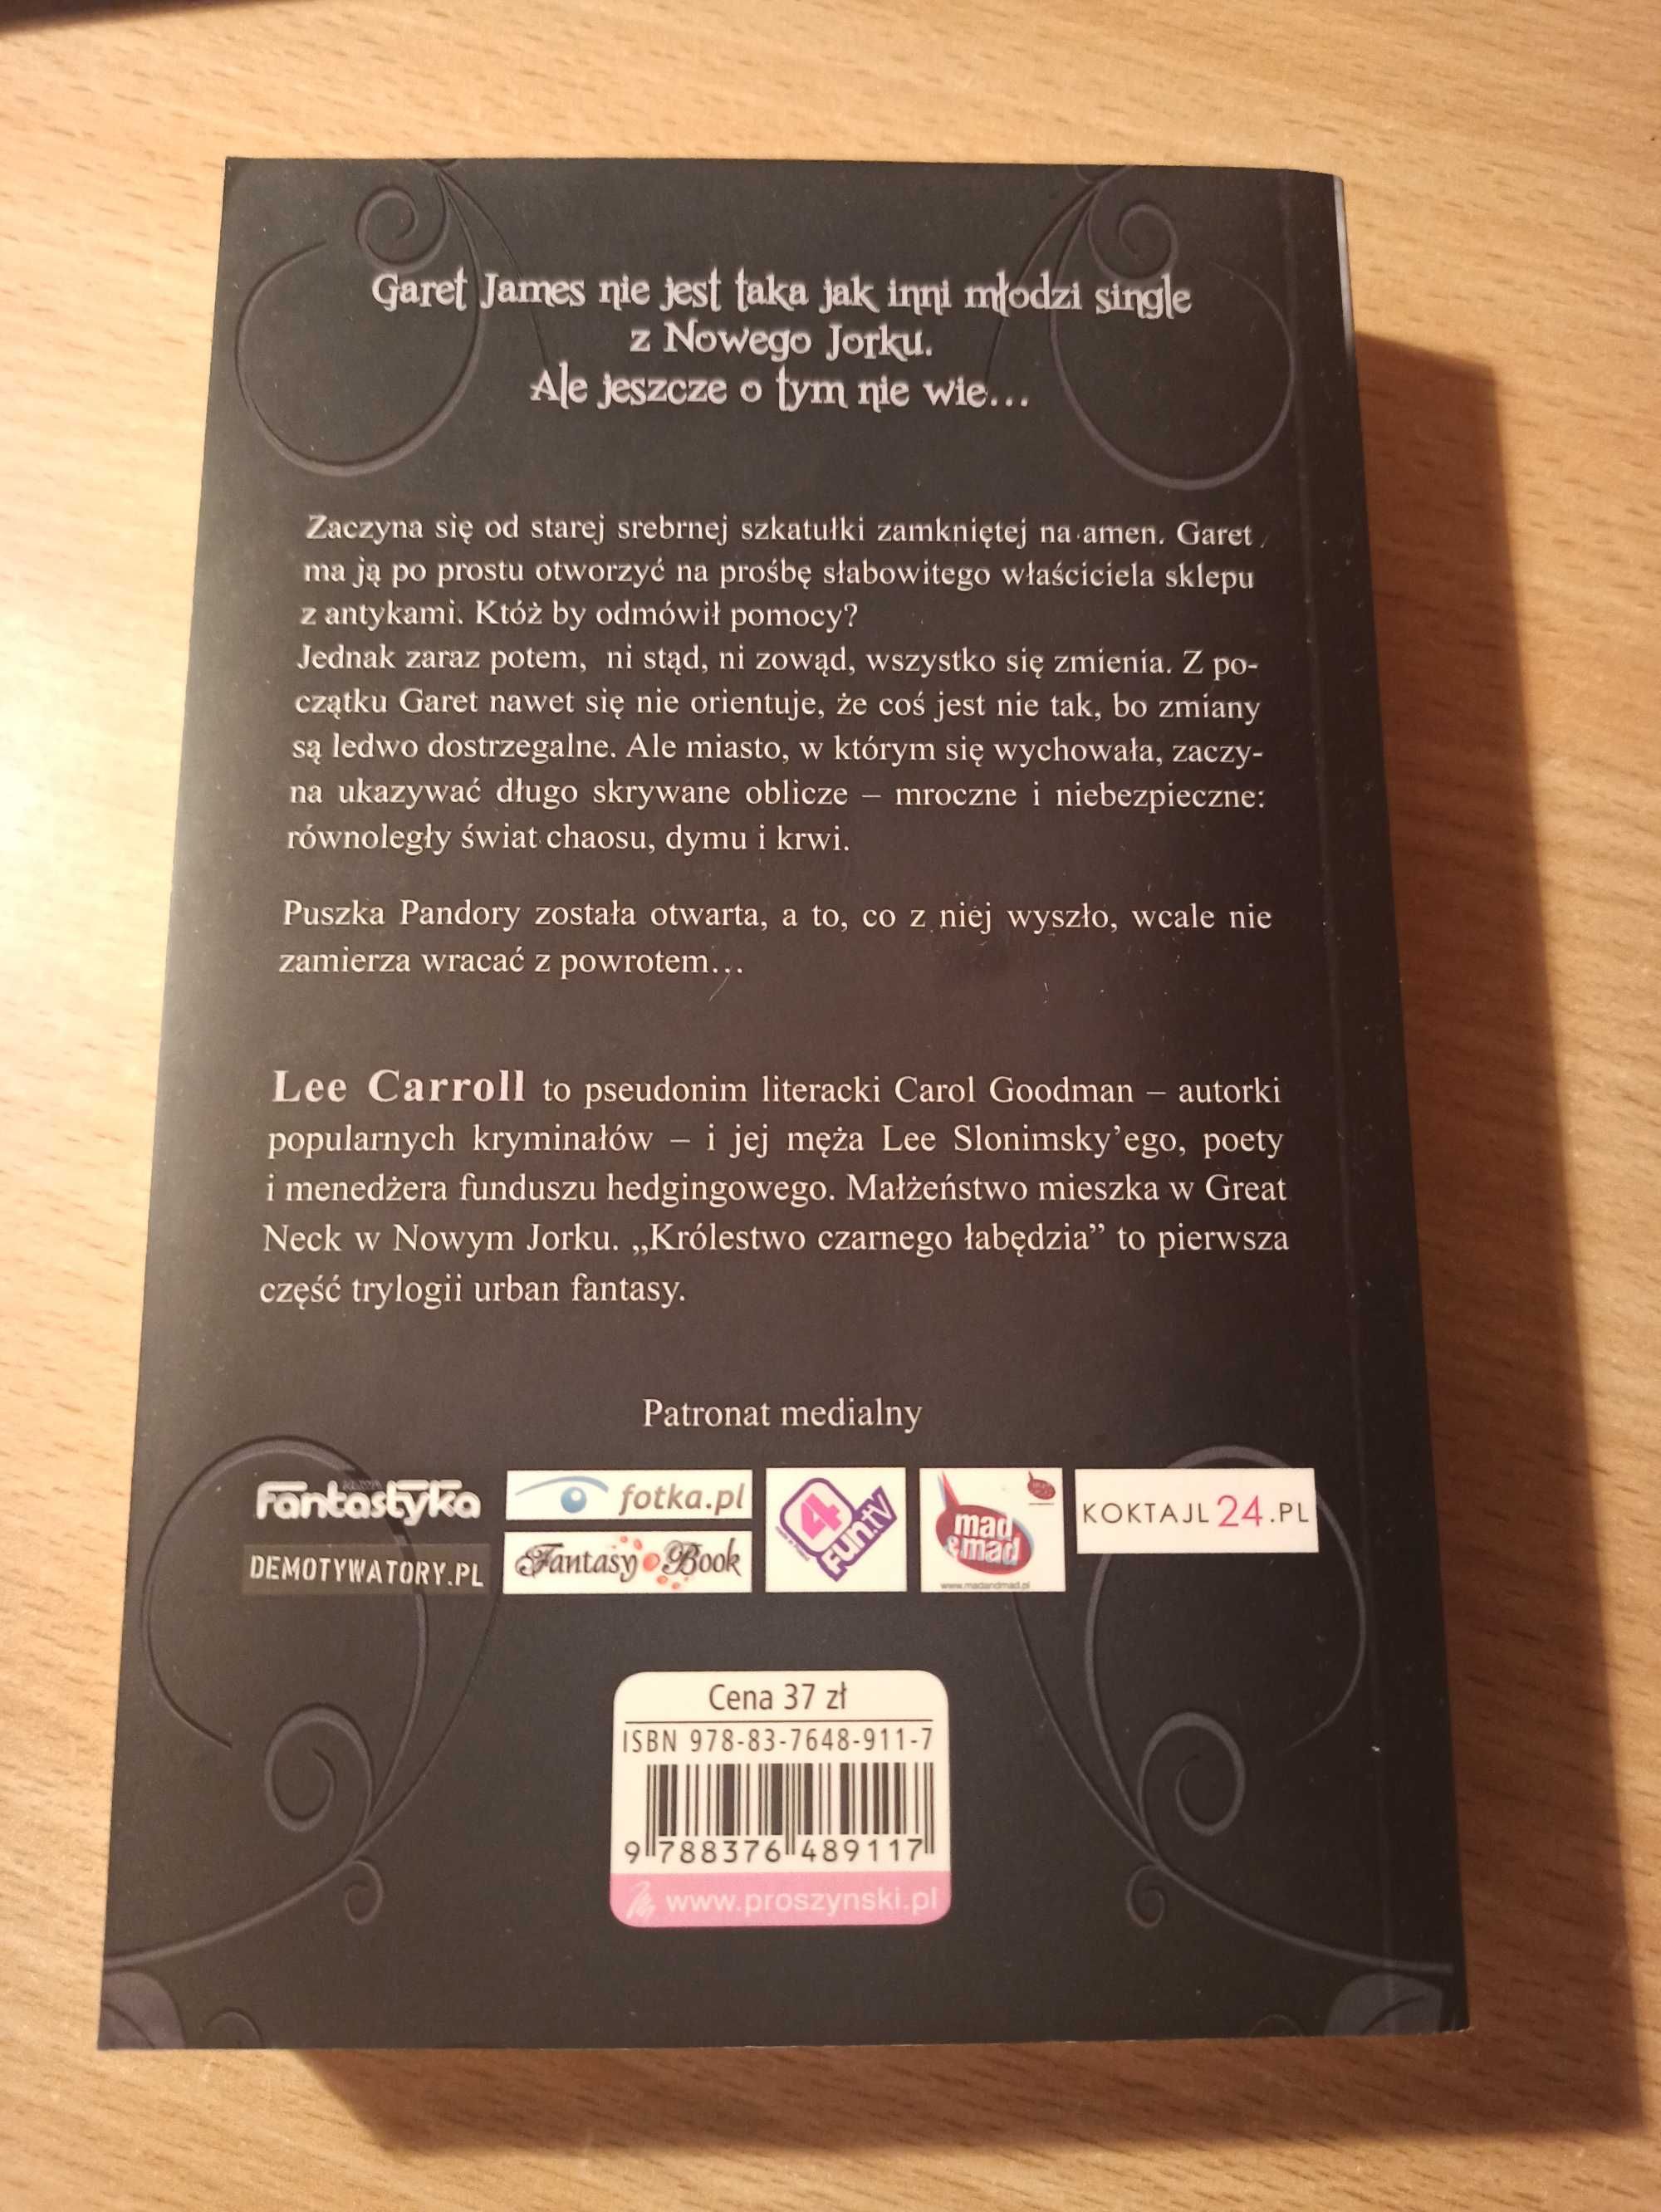 Garet James nie jest taka jak inni młodzi single
z Nowego Jorku.
Ale jeszcze o tym nie wie...
Zaczyna się od starej srebrnej szkatułki zamkniętej na amen. Garet
ma ją po prostu otworzyć na prośbę słabowitego właściciela sklepu
z antykami. Któż by odmówił pomocy?
Jednak zaraz potem, ni stąd, ni zowąd, wszystko się zmienia. Z po-
czątku Garet nawet się nie orientuje, że coś jest nie tak, bo zmiany
są ledwo dostrzegalne. Ale miasto, w którym się wychowała, zaczy-
na ukazywać długo skrywane oblicze – mroczne i niebezpieczne:
równoległy świat chaosu, dymu i krwi.
Puszka Pandory została otwarta, a to, co z niej wyszło, wcale nie
zamierza wracać z powrotem...
Lee Carroll to pseudonim literacki Carol Goodman – autorki
popularnych kryminałów – i jej męża Lee Slonimsky'ego, poety
i menedżera funduszu hedgingowego. Małżeństwo mieszka w Great
Neck w Nowym Jorku. „Królestwo czarnego łabędzia” to pierwsza
część trylogii urban fantasy.
Patronat medialny
Nowa Fantastyka
fotka.pl
4fun.tv
mad & mad
www.madandmad.pl
KOKTAJL24.PL
DEMOTYWATORY.PL
Fantasy Book
Cena 37 zł
ISBN 978-83-7648-911-7
9 788376 489117
www.proszynski.pl